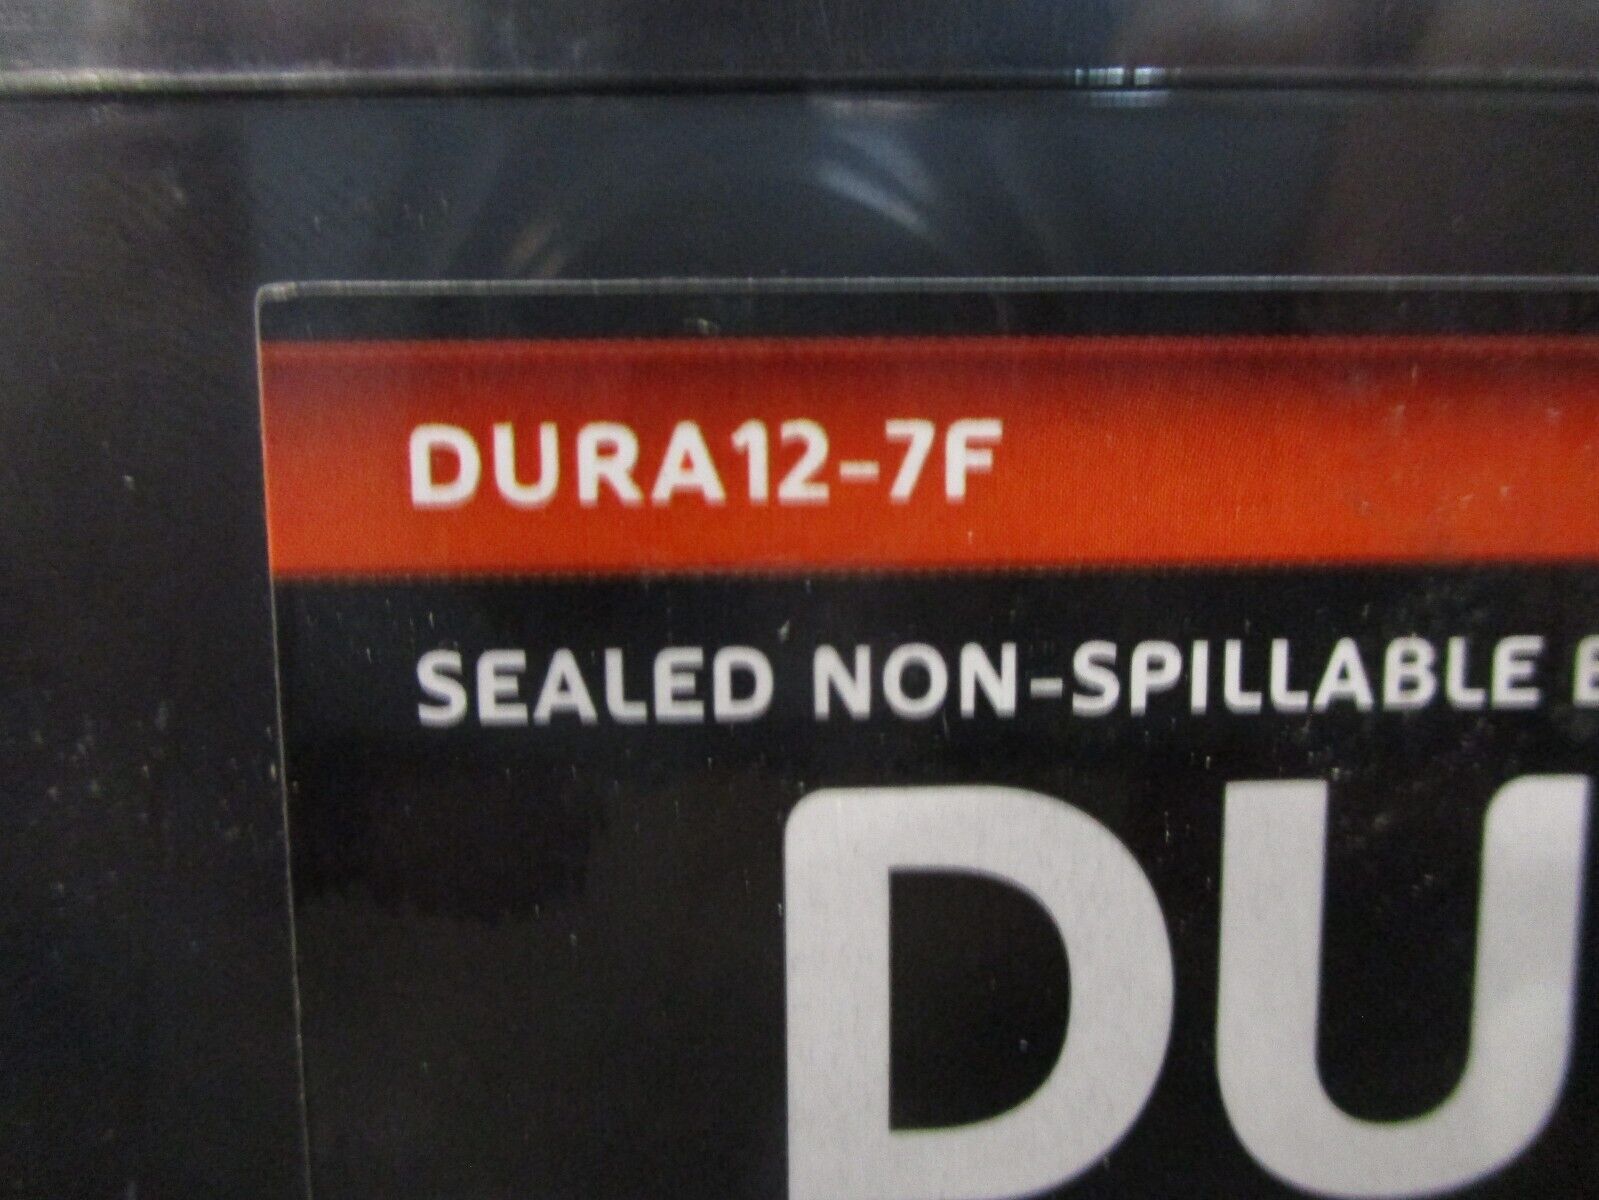 DURA12-7F
SEALED NON-SPILLABLE
DU